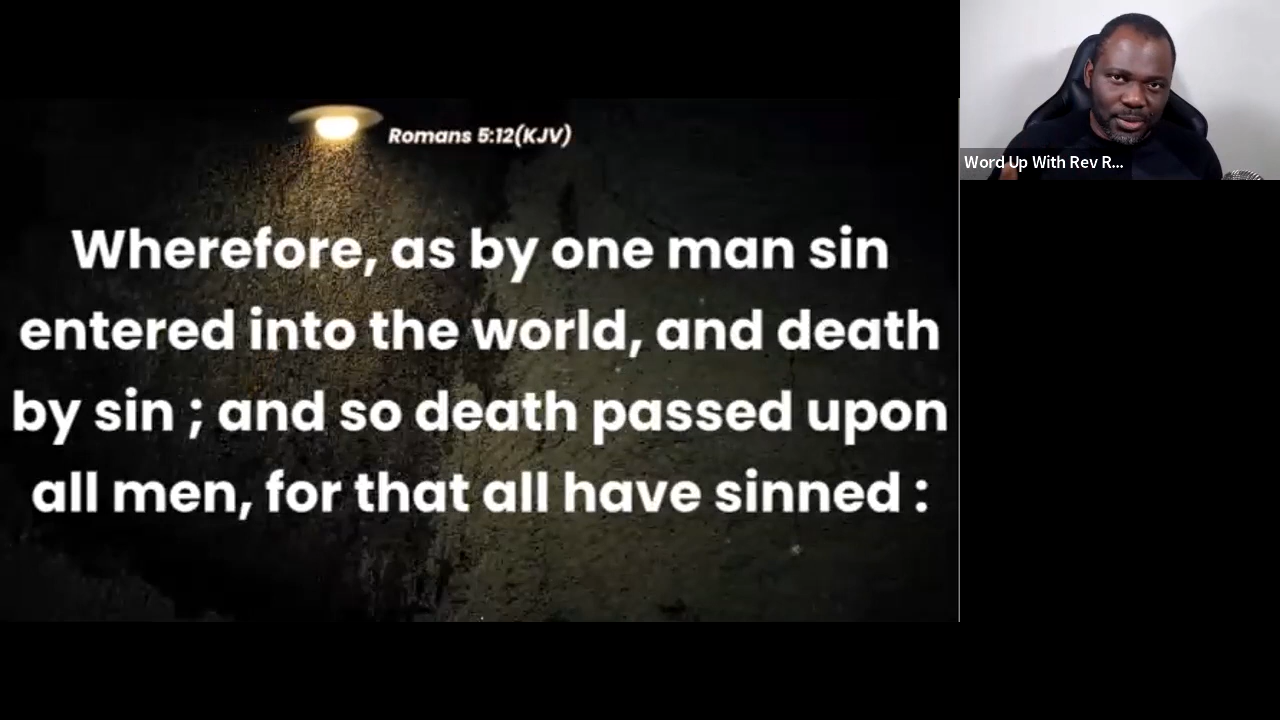 Romans 5:12(KJV)
Wherefore, as by one man sin
entered into the world, and death
by sin ; and so death passed upon
all men, for that all have sinned :
Word Up With Rev R...